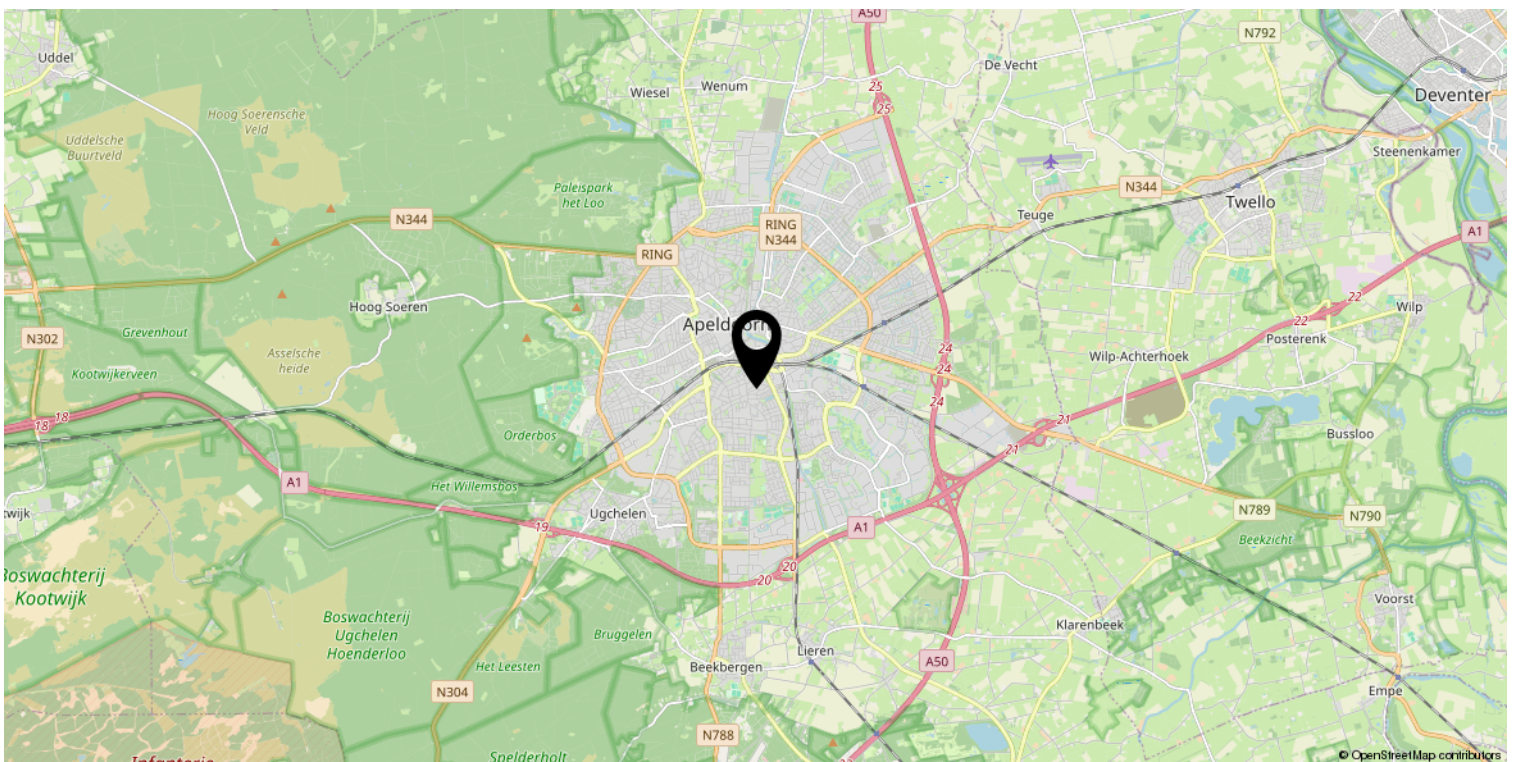 A50
N792
Uddel
De Vecht
25
Wenum
Wiesel
Deventer
25
Hoog Soerensche
Veld
Uddelsche
Buurtveld
Steenenkamer
Paleispark
het Loo
N344
Twello
Teuge
N344
RING
N344
A1
RING
22
Hoog Soeren
Wilp
22
Apeld
N302
Grevenhout
Posterenk
24
Asselsche
heide
Wilp-Achterhoek
24
Kootwijkerveen
24
18
18
21
Bussloo
Orderbos
21
A1
Het Willemsbos
N789
N790
twijk
Ugchelen
19
A1
Beekzicht
20
20
Boswachterij
Kootwijk
Voorst
Boswachterij
Ugchelen
Hoenderloo
Klarenbeek
Bruggelen
Lieren
A50
Het Leesten
Beekbergen
N304
Empe
N788
Spelderholt
© OpenStreetMap contributors